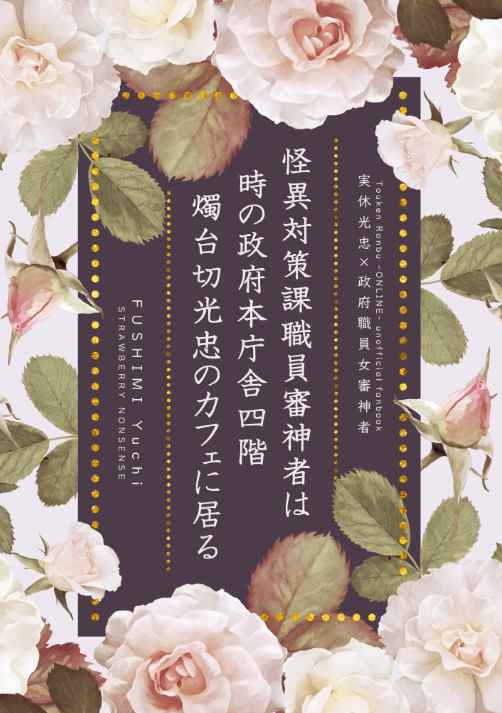 Touken Ranbu -ONLINE- unofficial fanbook
実休光忠×政府職員女審神者
怪異対策課職員審神者は
時の政府本庁舎四階
燭台切光忠のカフェに居る
FUSHIMI Yuchi
STRAWBERRY NONSENSE